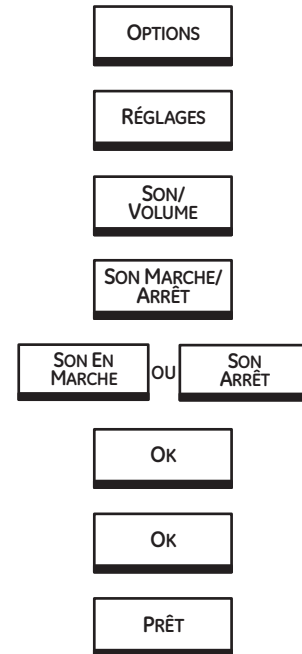 OPTIONS
RÉGLAGES
SON/
VOLUME
SON MARCHE/
ARRÊT
SON EN
MARCHE
OU
SON
ARRÊT
OK
OK
PRÊT